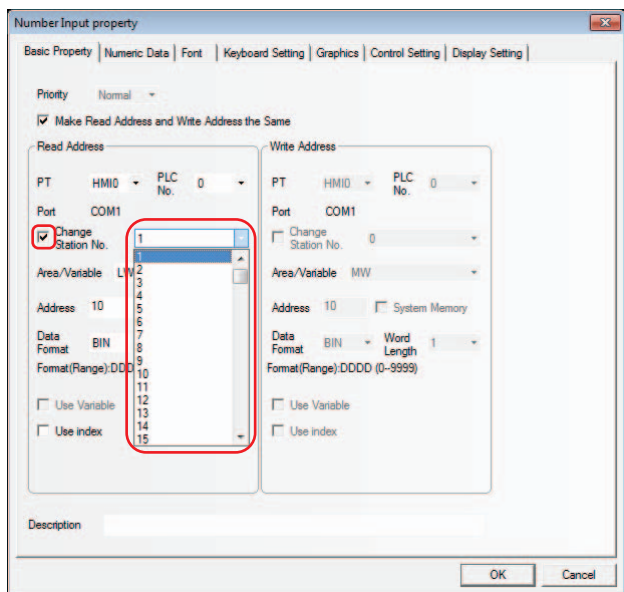 Number Input property
Basic Property Numeric Data Font Keyboard Setting Graphics Control Setting Display Setting
Priority Normal
Make Read Address and Write Address the Same
Read Address
PT HMI0 PLC No. 0
Port COM1
Change Station No. 1
1
2
3
4
5
6
7
8
9
10
11
12
13
14
15
Area/Variable LW
Address 10
Data Format BIN
Format(Range):DDD
Use Variable
Use index
Write Address
PT HMI0 PLC No. 0
Port COM1
Change Station No. 0
Area/Variable MW
Address 10 System Memory
Data Format BIN Word Length 1
Format(Range):DDDD (0~9999)
Use Variable
Use index
Description
OK Cancel